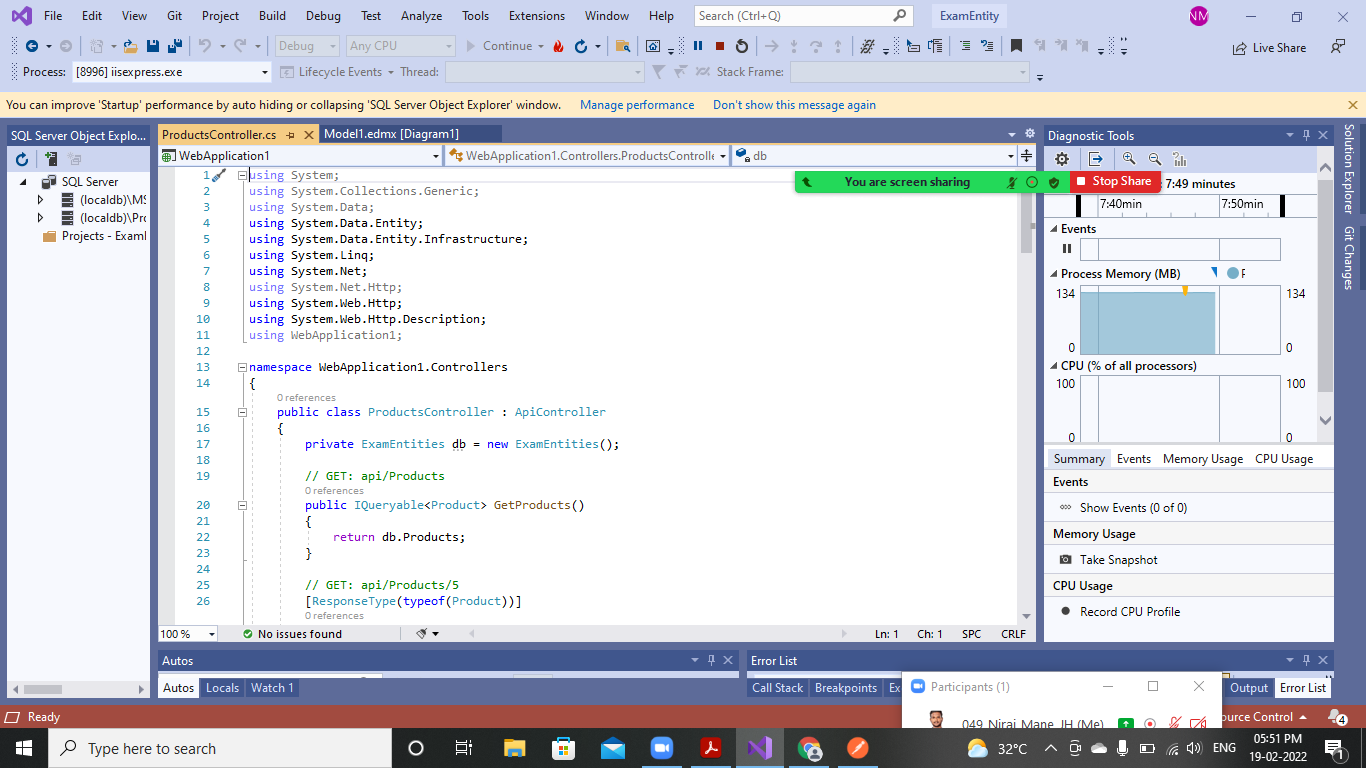 File Edit View Git Project Build Debug Test Analyze Tools Extensions Window Help Search (Ctrl+Q) ExamEntity NM
Debug Any CPU Continue Live Share
Process: [8996] iisexpress.exe Lifecycle Events Thread: Stack Frame:
You can improve 'Startup' performance by auto hiding or collapsing 'SQL Server Object Explorer' window. Manage performance Don't show this message again
SQL Server Object Explo...
SQL Server
(localdb)\MS
(localdb)\Pro
Projects - Examl
ProductsController.cs Model1.edmx [Diagram1]
WebApplication1 WebApplication1.Controllers.ProductsControlle db
1 using System;
2 using System.Collections.Generic;
3 using System.Data;
4 using System.Data.Entity;
5 using System.Data.Entity.Infrastructure;
6 using System.Linq;
7 using System.Net;
8 using System.Net.Http;
9 using System.Web.Http;
10 using System.Web.Http.Description;
11 using WebApplication1;
12
13 namespace WebApplication1.Controllers
14 {
0 references
15 public class ProductsController : ApiController
16 {
17 private ExamEntities db = new ExamEntities();
18
19 // GET: api/Products
0 references
20 public IQueryable<Product> GetProducts()
21 {
22 return db.Products;
23 }
24
25 // GET: api/Products/5
26 [ResponseType(typeof(Product))]
0 references
100 % No issues found Ln: 1 Ch: 1 SPC CRLF
You are screen sharing Stop Share
Diagnostic Tools
7:49 minutes
7:40min 7:50min
Events
Process Memory (MB)
134 134
0 0
CPU (% of all processors)
100 100
0 0
Summary Events Memory Usage CPU Usage
Events
Show Events (0 of 0)
Memory Usage
Take Snapshot
CPU Usage
Record CPU Profile
Solution Explorer
Git Changes
Autos
Autos Locals Watch 1
Error List
Call Stack Breakpoints Ex Output Error List
Participants (1)
049_Niraj_Mane_JH (Me)
Ready ource Control 4
Type here to search 32°C ENG 05:51 PM
19-02-2022 1